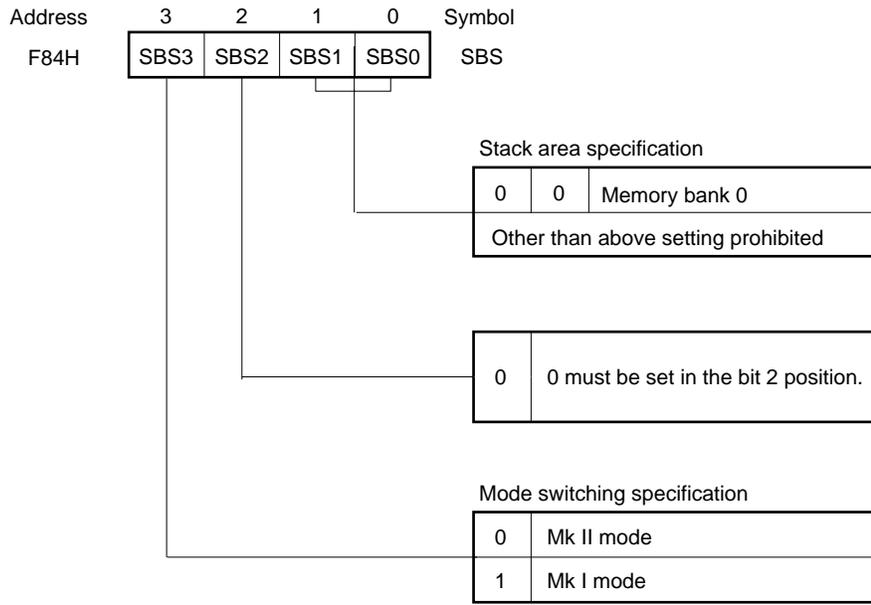 Address 3 2 1 0 Symbol
F84H SBS3 SBS2 SBS1 SBS0 SBS
Stack area specification
0 0 Memory bank 0
Other than above setting prohibited
0 0 must be set in the bit 2 position.
Mode switching specification
0 Mk II mode
1 Mk I mode